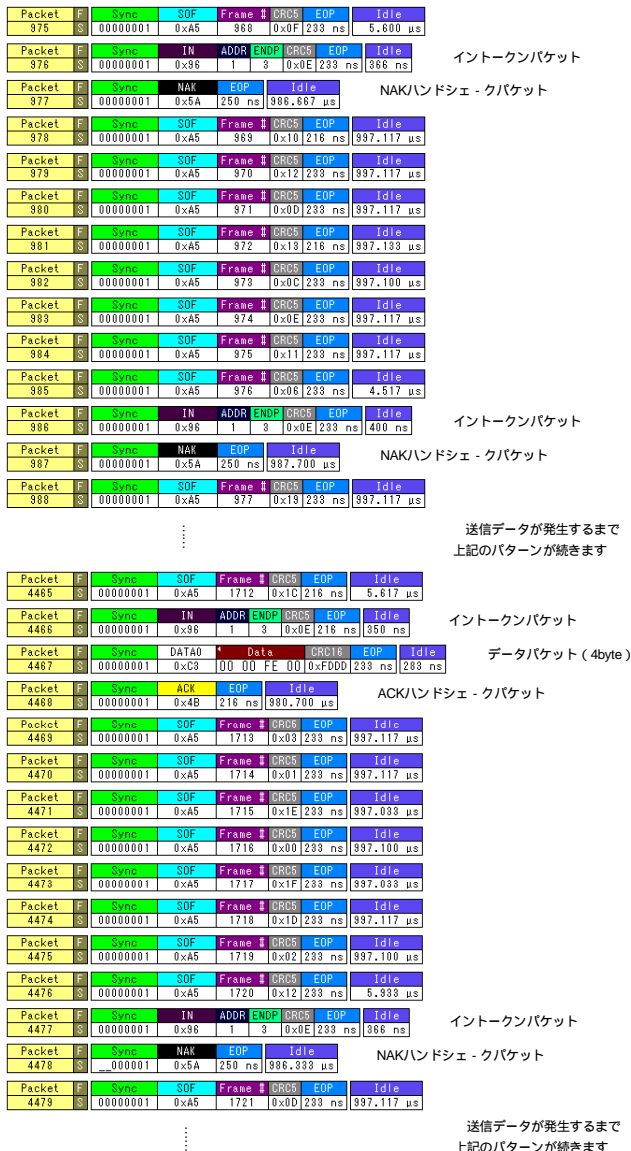 Packet F Sync SOF Frame # CRC5 EOP Idle
975 S 00000001 0xA5 968 0x0F 233 ns 5.600 µs
Packet F Sync IN ADDR ENDP CRC5 EOP Idle
976 S 00000001 0x96 1 3 0x0E 233 ns 366 ns
イントークンパケット
Packet F Sync NAK EOP Idle
977 S 00000001 0x5A 250 ns 986.667 µs
NAKハンドシェ - クパケット
Packet F Sync SOF Frame # CRC5 EOP Idle
978 S 00000001 0xA5 969 0x10 216 ns 997.117 µs
Packet F Sync SOF Frame # CRC5 EOP Idle
979 S 00000001 0xA5 970 0x12 233 ns 997.117 µs
Packet F Sync SOF Frame # CRC5 EOP Idle
980 S 00000001 0xA5 971 0x0D 233 ns 997.117 µs
Packet F Sync SOF Frame # CRC5 EOP Idle
981 S 00000001 0xA5 972 0x13 216 ns 997.133 µs
Packet F Sync SOF Frame # CRC5 EOP Idle
982 S 00000001 0xA5 973 0x0C 233 ns 997.100 µs
Packet F Sync SOF Frame # CRC5 EOP Idle
983 S 00000001 0xA5 974 0x0E 233 ns 997.117 µs
Packet F Sync SOF Frame # CRC5 EOP Idle
984 S 00000001 0xA5 975 0x11 233 ns 997.117 µs
Packet F Sync SOF Frame # CRC5 EOP Idle
985 S 00000001 0xA5 976 0x06 233 ns 4.517 µs
Packet F Sync IN ADDR ENDP CRC5 EOP Idle
986 S 00000001 0x96 1 3 0x0E 233 ns 400 ns
イントークンパケット
Packet F Sync NAK EOP Idle
987 S 00000001 0x5A 250 ns 987.700 µs
NAKハンドシェ - クパケット
Packet F Sync SOF Frame # CRC5 EOP Idle
988 S 00000001 0xA5 977 0x19 233 ns 997.117 µs
送信データが発生するまで
上記のパターンが続きます
Packet F Sync SOF Frame # CRC5 EOP Idle
4465 S 00000001 0xA5 1712 0x1C 216 ns 5.617 µs
Packet F Sync IN ADDR ENDP CRC5 EOP Idle
4466 S 00000001 0x96 1 3 0x0E 216 ns 350 ns
イントークンパケット
Packet F Sync DATA0 * Data CRC16 EOP Idle
4467 S 00000001 0xC3 00 00 FE 00 0xFDDD 233 ns 283 ns
データパケット ( 4byte )
Packet F Sync ACK EOP Idle
4468 S 00000001 0x4B 216 ns 980.700 µs
ACKハンドシェ - クパケット
Packet F Sync SOF Frame # CRC5 EOP Idle
4469 S 00000001 0xA5 1713 0x03 233 ns 997.117 µs
Packet F Sync SOF Frame # CRC5 EOP Idle
4470 S 00000001 0xA5 1714 0x01 233 ns 997.117 µs
Packet F Sync SOF Frame # CRC5 EOP Idle
4471 S 00000001 0xA5 1715 0x1E 233 ns 997.033 µs
Packet F Sync SOF Frame # CRC5 EOP Idle
4472 S 00000001 0xA5 1716 0x00 233 ns 997.100 µs
Packet F Sync SOF Frame # CRC5 EOP Idle
4473 S 00000001 0xA5 1717 0x1F 233 ns 997.033 µs
Packet F Sync SOF Frame # CRC5 EOP Idle
4474 S 00000001 0xA5 1718 0x1D 233 ns 997.117 µs
Packet F Sync SOF Frame # CRC5 EOP Idle
4475 S 00000001 0xA5 1719 0x02 233 ns 997.100 µs
Packet F Sync SOF Frame # CRC5 EOP Idle
4476 S 00000001 0xA5 1720 0x12 233 ns 5.933 µs
Packet F Sync IN ADDR ENDP CRC5 EOP Idle
4477 S 00000001 0x96 1 3 0x0E 233 ns 366 ns
イントークンパケット
Packet F Sync NAK EOP Idle
4478 S __000001 0x5A 250 ns 986.333 µs
NAKハンドシェ - クパケット
Packet F Sync SOF Frame # CRC5 EOP Idle
4479 S 00000001 0xA5 1721 0x0D 233 ns 997.117 µs
送信データが発生するまで
上記のパターンが続きます